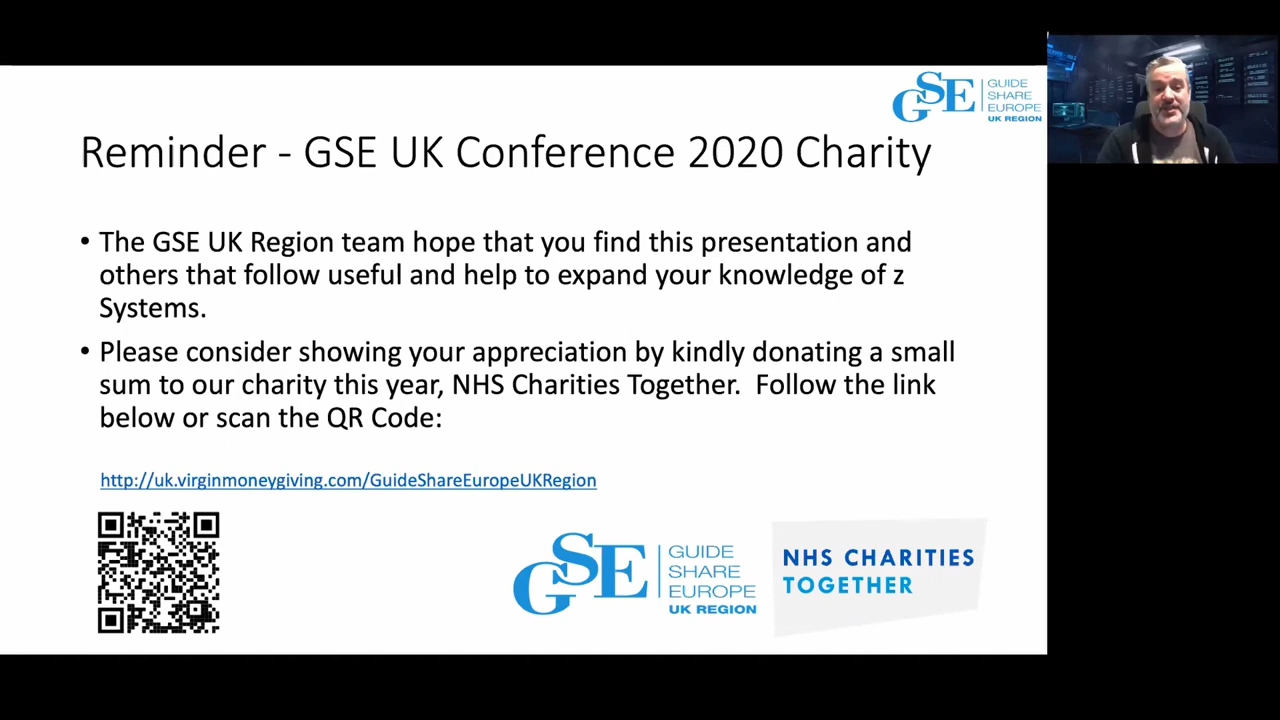 GSE
GUIDE
SHARE
EUROPE
UK REGION
Reminder - GSE UK Conference 2020 Charity
• The GSE UK Region team hope that you find this presentation and
others that follow useful and help to expand your knowledge of z
Systems.
• Please consider showing your appreciation by kindly donating a small
sum to our charity this year, NHS Charities Together. Follow the link
below or scan the QR Code:
http://uk.virginmoneygiving.com/GuideShareEuropeUKRegion
GSE
GUIDE
SHARE
EUROPE
UK REGION
NHS CHARITIES
TOGETHER